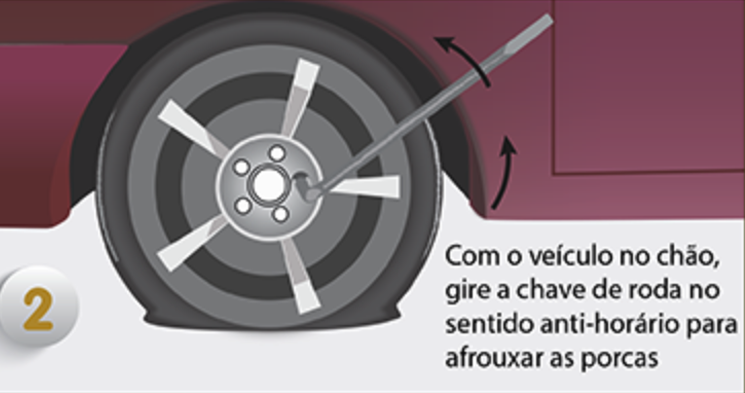 2
Com o veículo no chão,
gire a chave de roda no
sentido anti-horário para
afrouxar as porcas